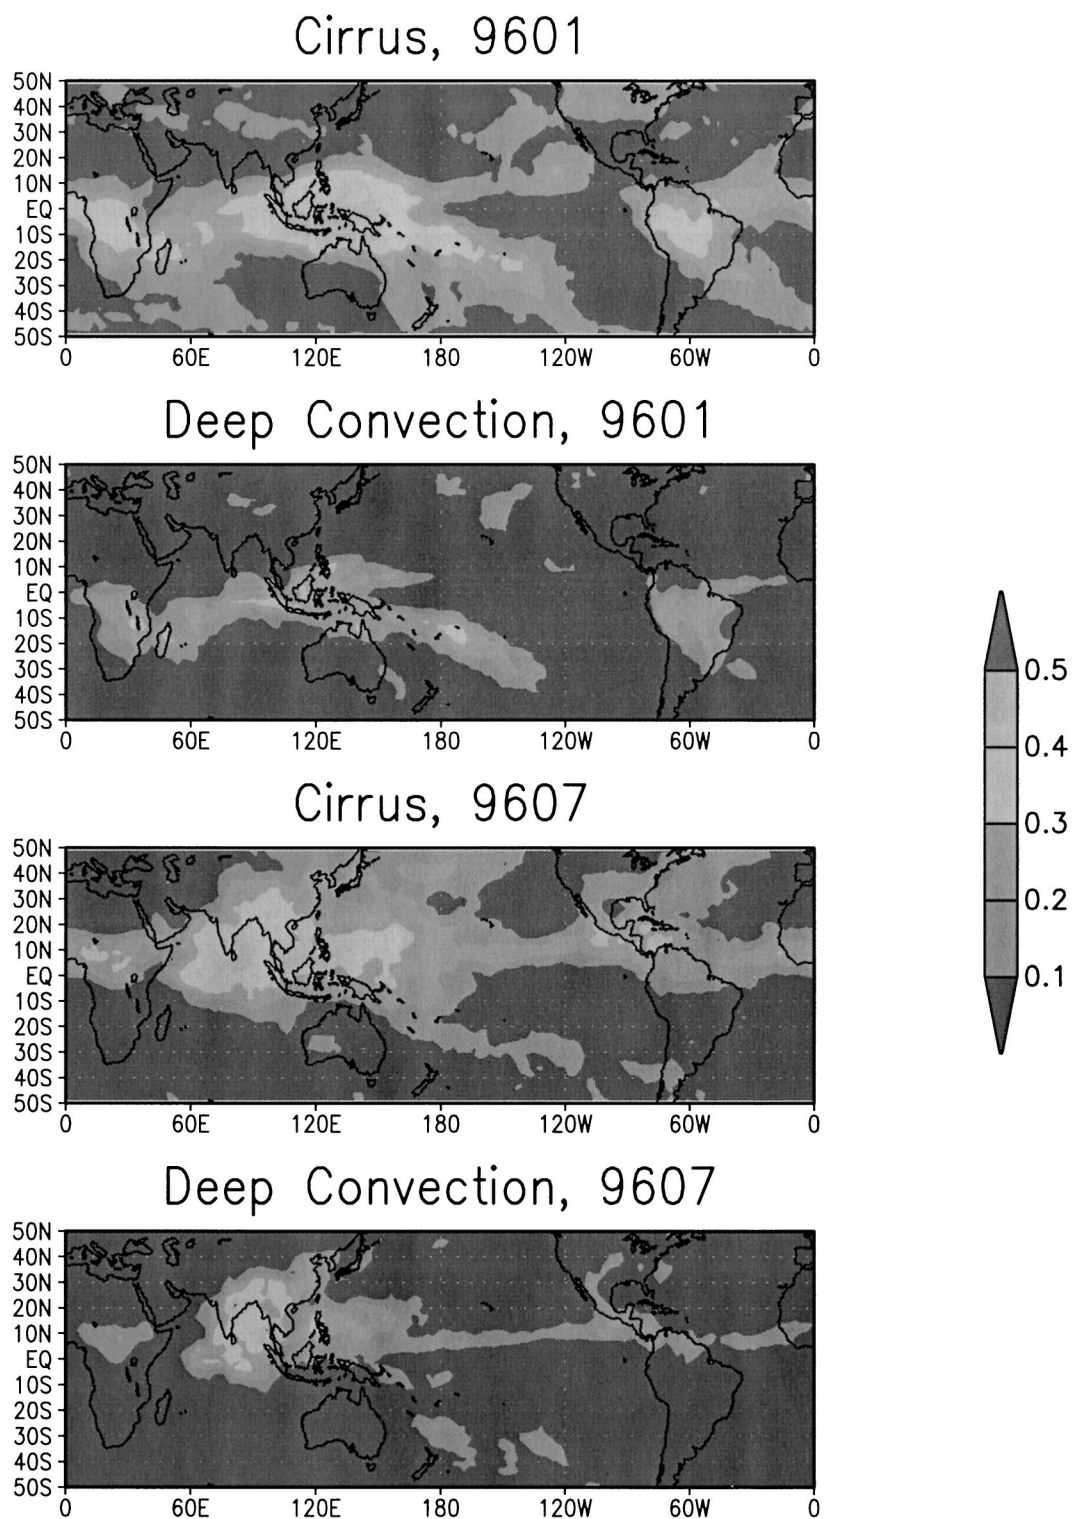 Cirrus, 9601
50N
40N
30N
20N
10N
EQ
10S
20S
30S
40S
50S
0 60E 120E 180 120W 60W 0
Deep Convection, 9601
50N
40N
30N
20N
10N
EQ
10S
20S
30S
40S
50S
0 60E 120E 180 120W 60W 0
Cirrus, 9607
50N
40N
30N
20N
10N
EQ
10S
20S
30S
40S
50S
0 60E 120E 180 120W 60W 0
Deep Convection, 9607
50N
40N
30N
20N
10N
EQ
10S
20S
30S
40S
50S
0 60E 120E 180 120W 60W 0
0.5
0.4
0.3
0.2
0.1